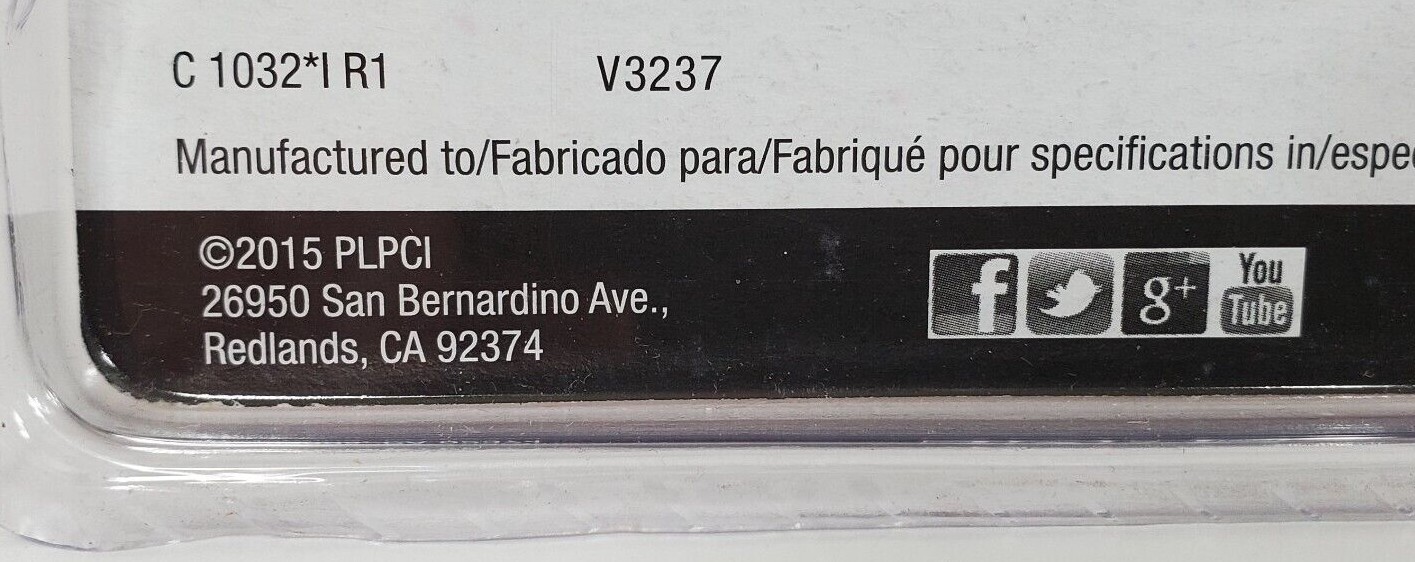 C 1032*I R1 V3237
Manufactured to/Fabricado para/Fabriqué pour specifications in/espe
©2015 PLPCI
26950 San Bernardino Ave.,
Redlands, CA 92374
f g+ You Tube